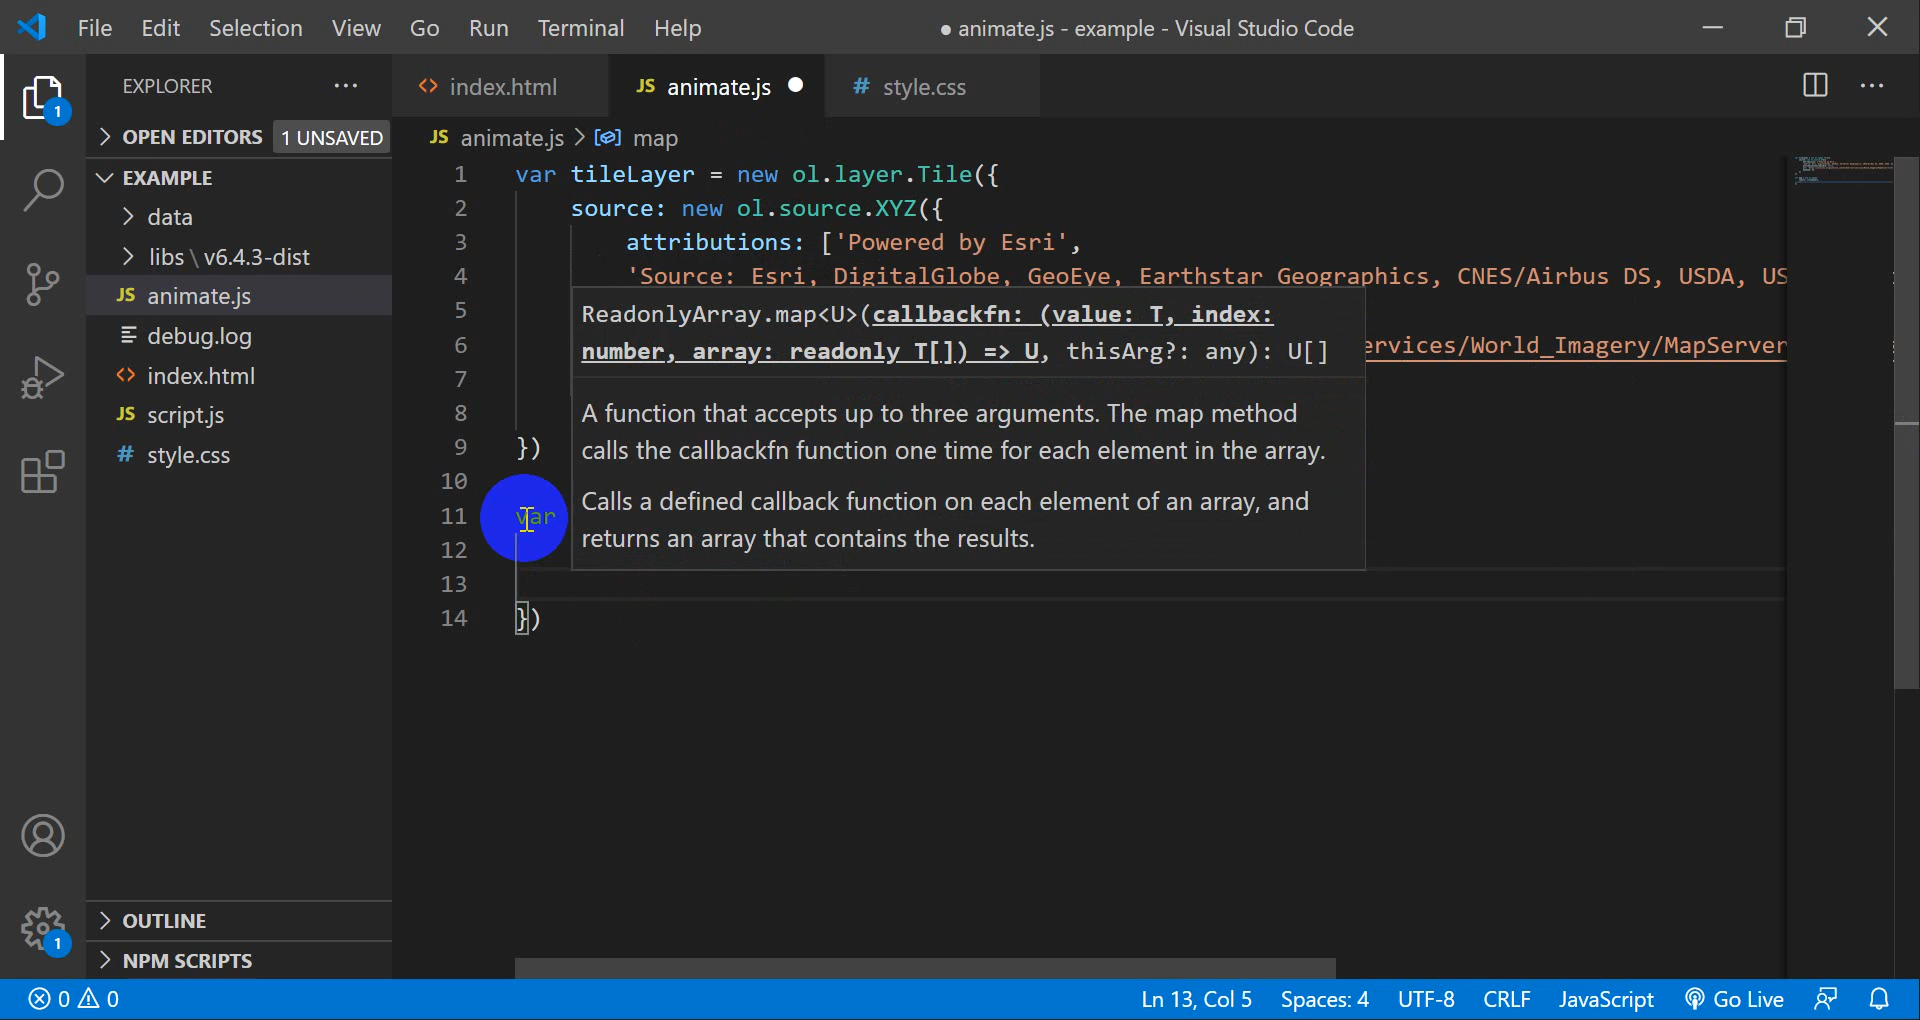 File Edit Selection View Go Run Terminal Help ● animate.js - example - Visual Studio Code
EXPLORER ··· <> index.html JS animate.js ● # style.css ···
1
> OPEN EDITORS 1 UNSAVED JS animate.js > map
EXAMPLE
data
libs \ v6.4.3-dist
JS animate.js
debug.log
<> index.html
JS script.js
# style.css
1 var tileLayer = new ol.layer.Tile({
2 source: new ol.source.XYZ({
3 attributions: ['Powered by Esri',
4 'Source: Esri, DigitalGlobe, GeoEye, Earthstar Geographics, CNES/Airbus DS, USDA, US
5
6 ervices/World_Imagery/MapServer
7
8
9 })
10
11 var
12
13
14 })
ReadonlyArray.map<U>(callbackfn: (value: T, index:
number, array: readonly T[]) => U, thisArg?: any): U[]
A function that accepts up to three arguments. The map method
calls the callbackfn function one time for each element in the array.
Calls a defined callback function on each element of an array, and
returns an array that contains the results.
OUTLINE
1
NPM SCRIPTS
0 0 Ln 13, Col 5 Spaces: 4 UTF-8 CRLF JavaScript Go Live